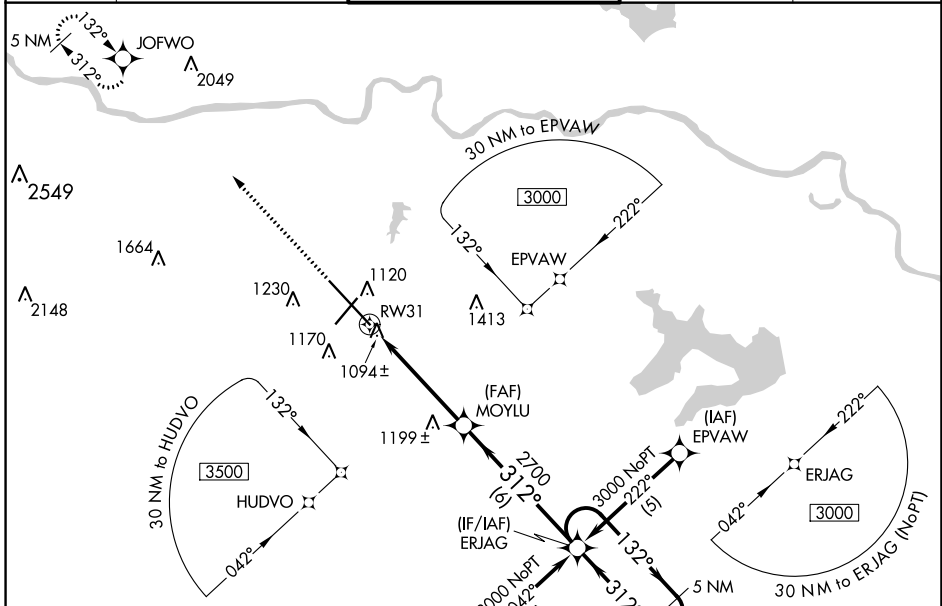 132°
5 NM
312°
JOFWO
2049
2549
1664
2148
1230
1120
1170
RW31
1094±
30 NM to EPVAW
3000
222°
132°
EPVAW
1413
(FAF)
MOYLU
1199±
30 NM to HUDVO
132°
3500
HUDVO
042°
2700
312°
(6)
(IAF)
EPVAW
3000 NoPT
222°
(5)
(IF/IAF)
ERJAG
132°
5 NM
312°
3000 NoPT
042°
222°
ERJAG
042°
3000
30 NM to ERJAG (NoPT)